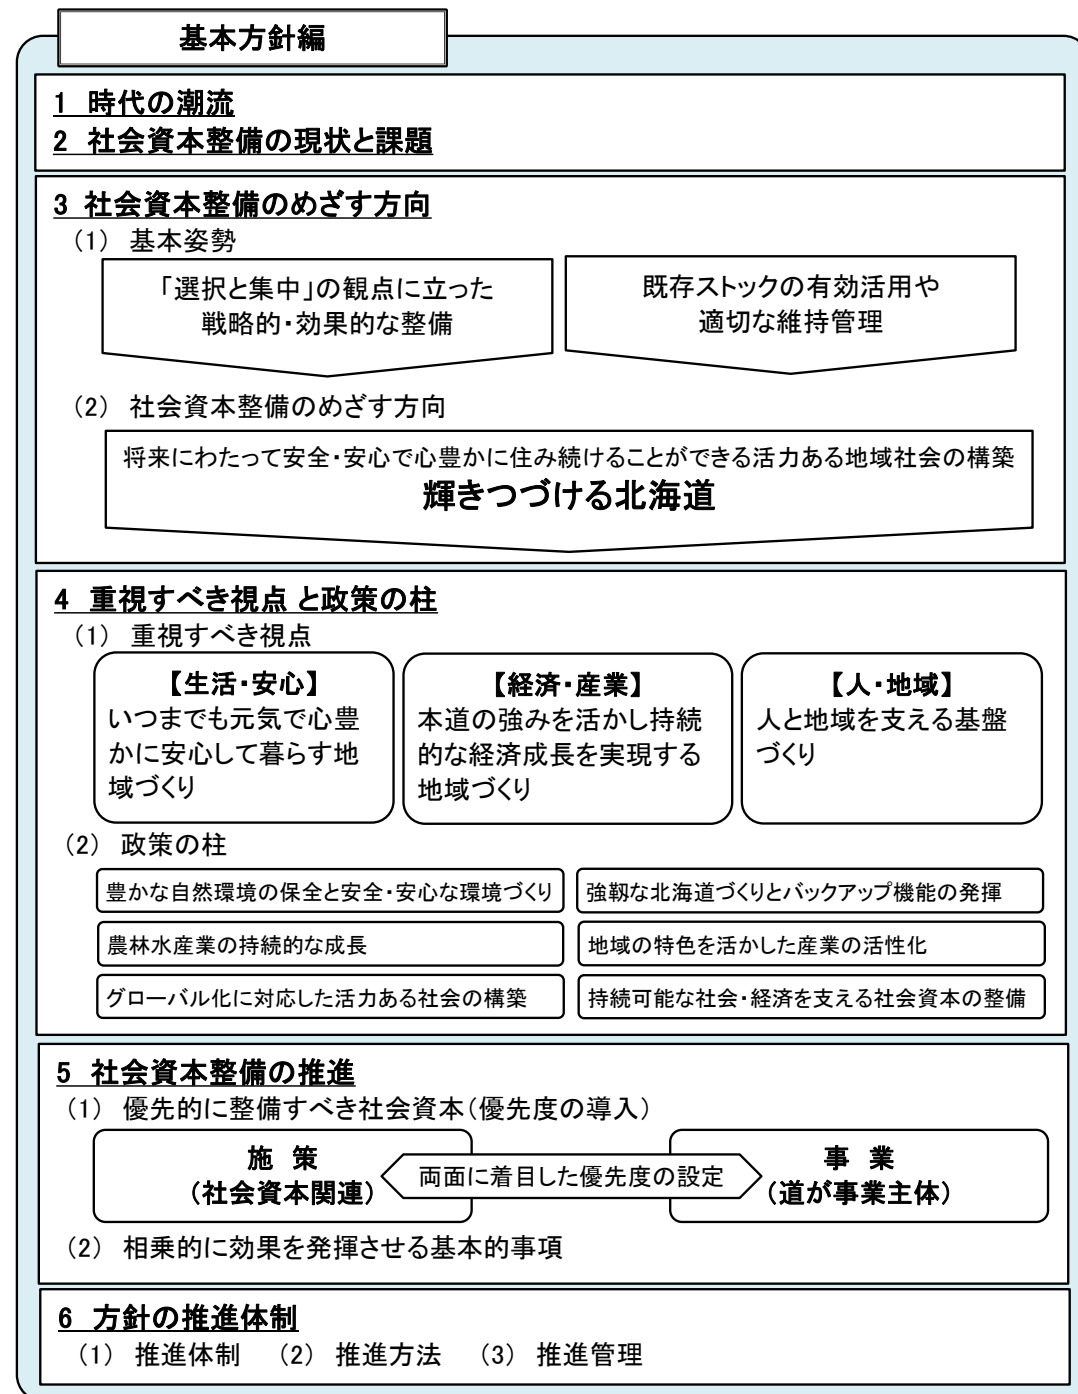 基本方針編
1 時代の潮流
2 社会資本整備の現状と課題
3 社会資本整備のめざす方向
(1) 基本姿勢
「選択と集中」の観点に立った
戦略的・効果的な整備
既存ストックの有効活用や
適切な維持管理
(2) 社会資本整備のめざす方向
将来にわたって安全・安心で心豊かに住み続けることができる活力ある地域社会の構築
輝きつづける北海道
4 重視すべき視点 と政策の柱
(1) 重視すべき視点
【生活・安心】
いつまでも元気で心豊
かに安心して暮らす地
域づくり
【経済・産業】
本道の強みを活かし持続
的な経済成長を実現する
地域づくり
【人・地域】
人と地域を支える基盤
づくり
(2) 政策の柱
豊かな自然環境の保全と安全・安心な環境づくり
強靱な北海道づくりとバックアップ機能の発揮
農林水産業の持続的な成長
地域の特色を活かした産業の活性化
グローバル化に対応した活力ある社会の構築
持続可能な社会・経済を支える社会資本の整備
5 社会資本整備の推進
(1) 優先的に整備すべき社会資本(優先度の導入)
施 策
(社会資本関連)
両面に着目した優先度の設定
事 業
(道が事業主体)
(2) 相乗的に効果を発揮させる基本的事項
6 方針の推進体制
(1) 推進体制 (2) 推進方法 (3) 推進管理